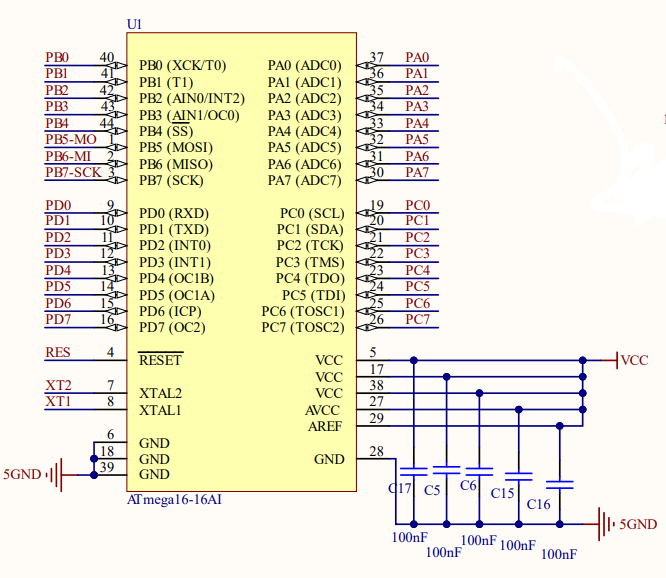 U1
PB0 40 PB0 (XCK/T0) PA0 (ADC0) 37 PA0
PB1 41 PB1 (T1) PA1 (ADC1) 36 PA1
PB2 42 PB2 (AIN0/INT2) PA2 (ADC2) 35 PA2
PB3 43 PB3 (AIN1/OC0) PA3 (ADC3) 34 PA3
PB4 44 PB4 (SS) PA4 (ADC4) 33 PA4
PB5-MO 1 PB5 (MOSI) PA5 (ADC5) 32 PA5
PB6-MI 2 PB6 (MISO) PA6 (ADC6) 31 PA6
PB7-SCK 3 PB7 (SCK) PA7 (ADC7) 30 PA7
PD0 9 PD0 (RXD) PC0 (SCL) 19 PC0
PD1 10 PD1 (TXD) PC1 (SDA) 20 PC1
PD2 11 PD2 (INT0) PC2 (TCK) 21 PC2
PD3 12 PD3 (INT1) PC3 (TMS) 22 PC3
PD4 13 PD4 (OC1B) PC4 (TDO) 23 PC4
PD5 14 PD5 (OC1A) PC5 (TDI) 24 PC5
PD6 15 PD6 (ICP) PC6 (TOSC1) 25 PC6
PD7 16 PD7 (OC2) PC7 (TOSC2) 26 PC7
RES 4 RESET VCC 5 VCC
VCC 17
XT2 7 XTAL2 VCC 38
XT1 8 XTAL1 AVCC 27
AREF 29
6 GND
18 GND GND 28
5GND 39 GND
C17 C5 C6 C15 C16
ATmega16-16AI
5GND
100nF 100nF 100nF 100nF 100nF